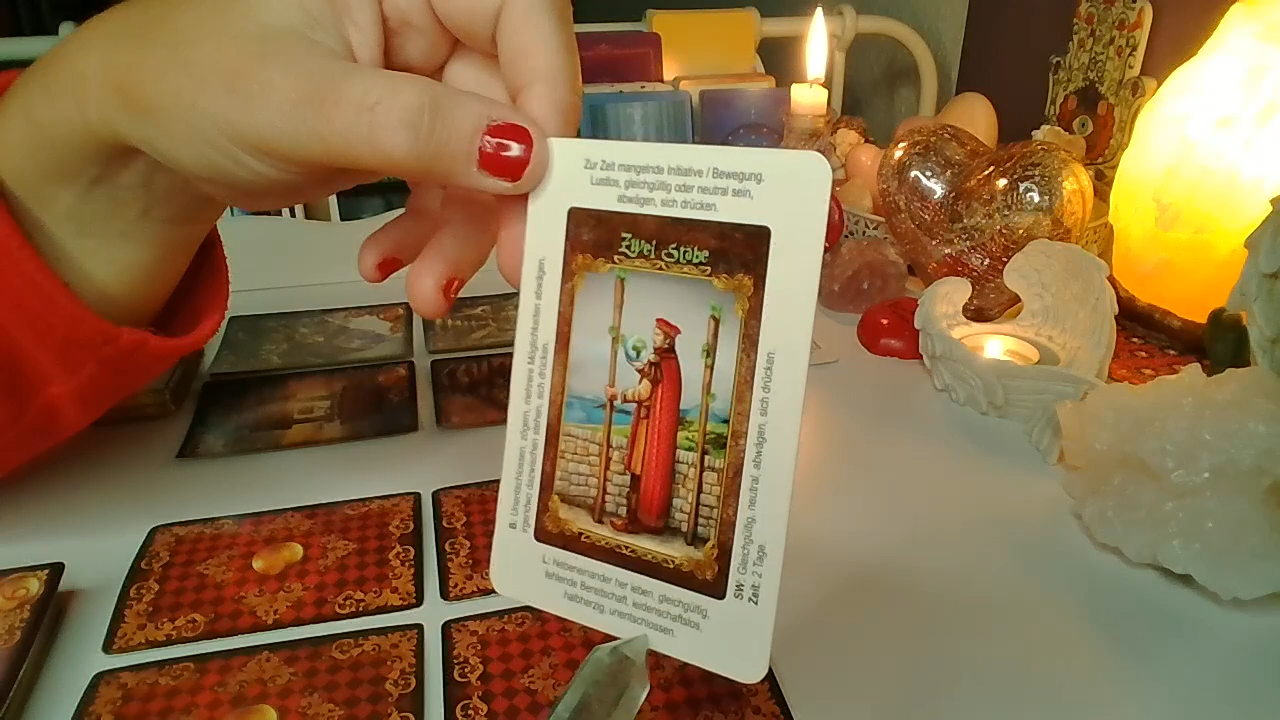 Zur Zeit mangelnde Initiative / Bewegung.
Lustlos, gleichgültig oder neutral sein,
abwägen, sich drücken.
Zwei Stäbe
B: Unentschlossen, zögern, mehrere Möglichkeiten abwägen,
irgendwo dazwischen stehen, sich drücken.
SW: Gleichgültig, neutral, abwägen, sich drücken.
Zeit: 2 Tage.
L: Nebeneinander her leben, gleichgültig,
fehlende Bereitschaft, leidenschaftslos,
halbherzig, unentschlossen.